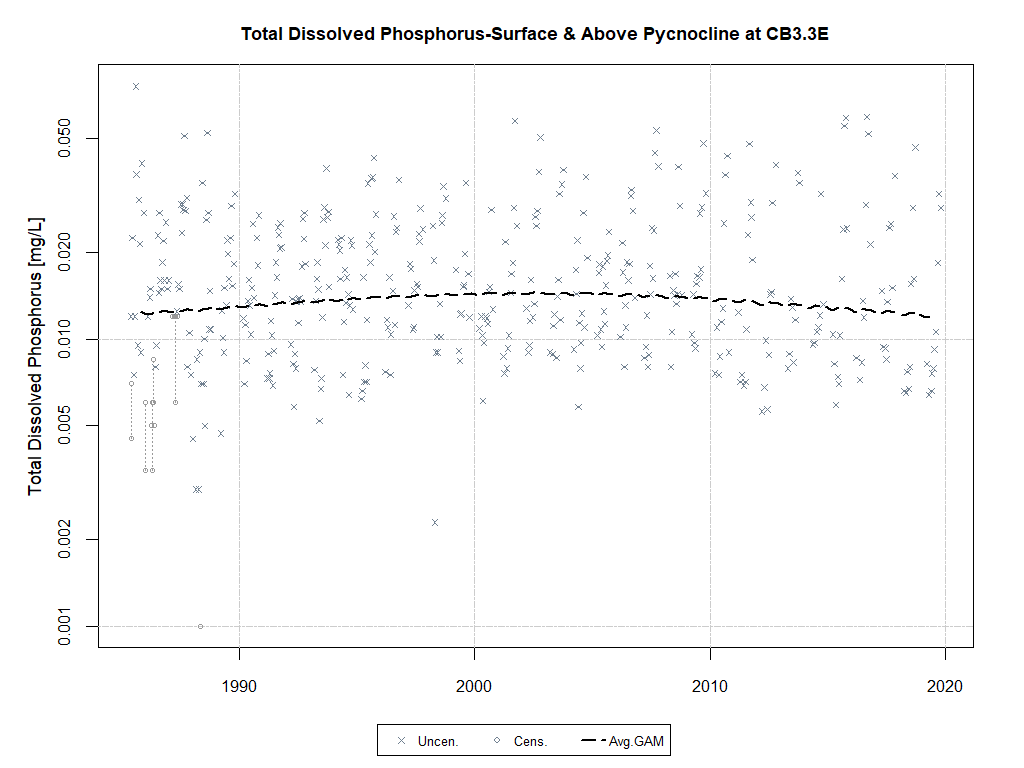 Total Dissolved Phosphorus-Surface & Above Pycnocline at CB3.3E
Total Dissolved Phosphorus [mg/L]
0.050
0.020
0.010
0.005
0.002
0.001
1990 2000 2010 2020
Uncen. Cens. Avg.GAM